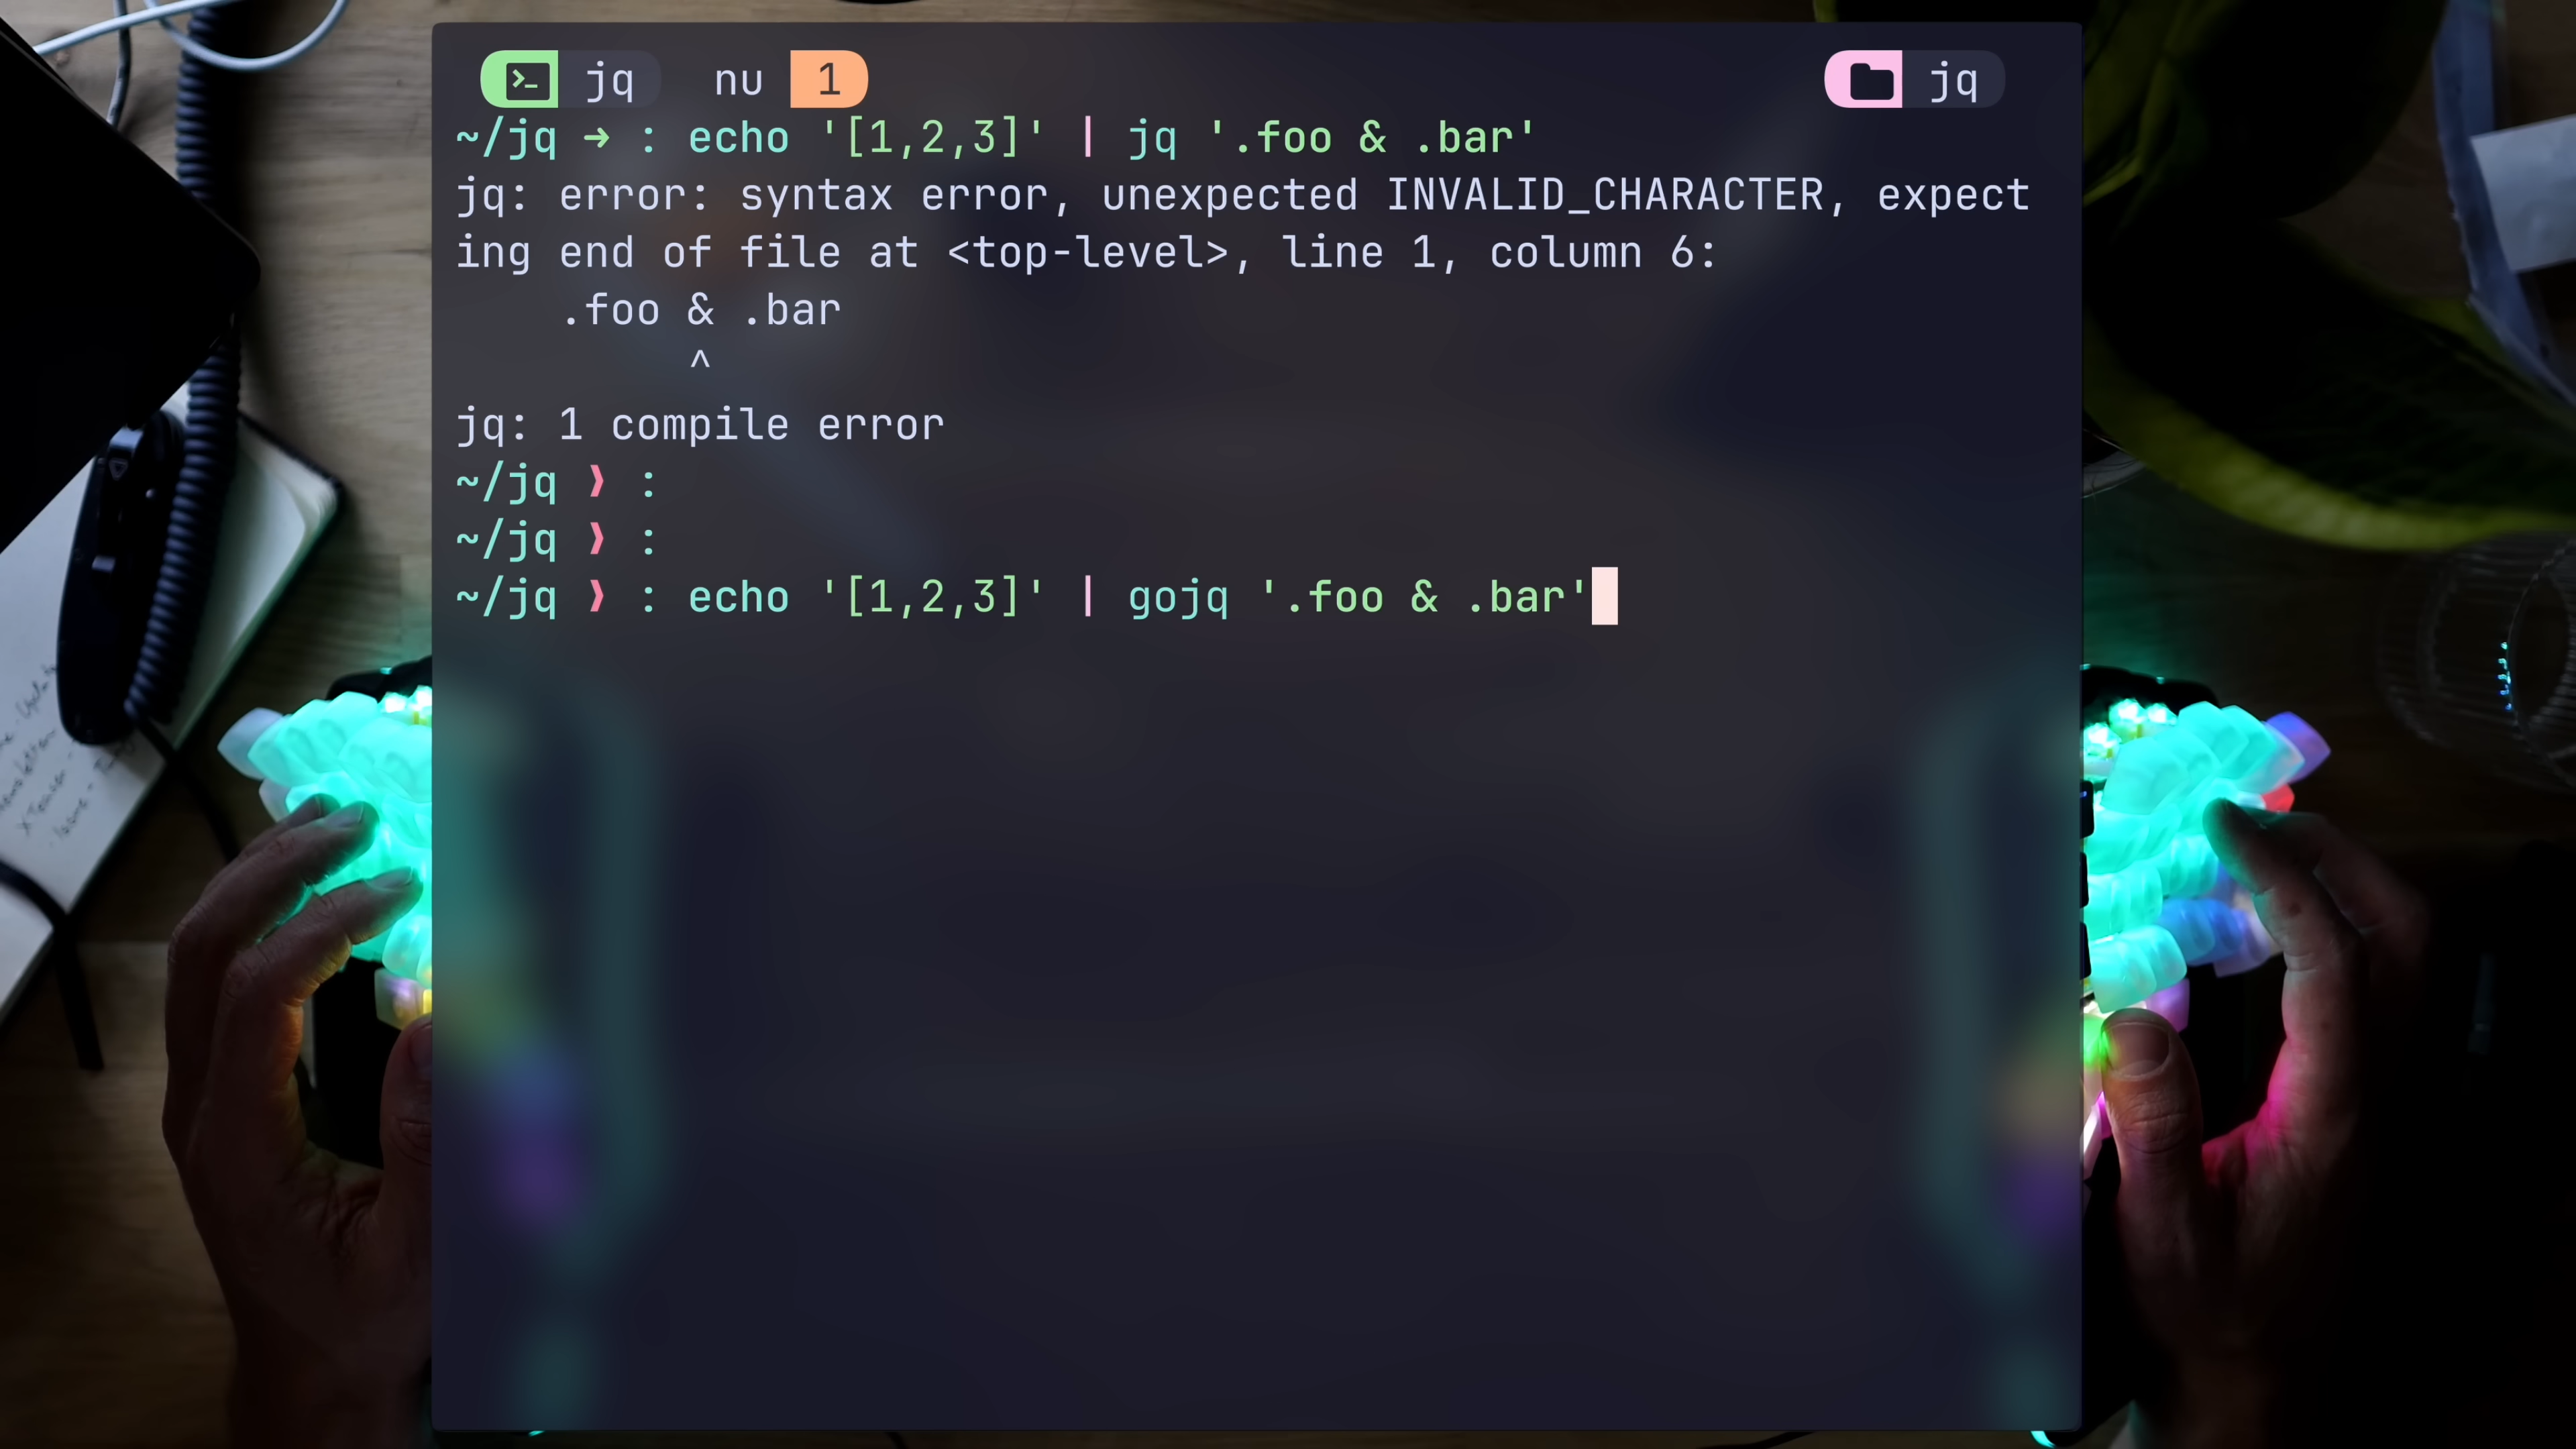 jq nu 1 jq
~/jq ➜ : echo '[1,2,3]' | jq '.foo & .bar'
jq: error: syntax error, unexpected INVALID_CHARACTER, expect
ing end of file at <top-level>, line 1, column 6:
.foo & .bar
^
jq: 1 compile error
~/jq ❱ :
~/jq ❱ :
~/jq ❱ : echo '[1,2,3]' | gojq '.foo & .bar'